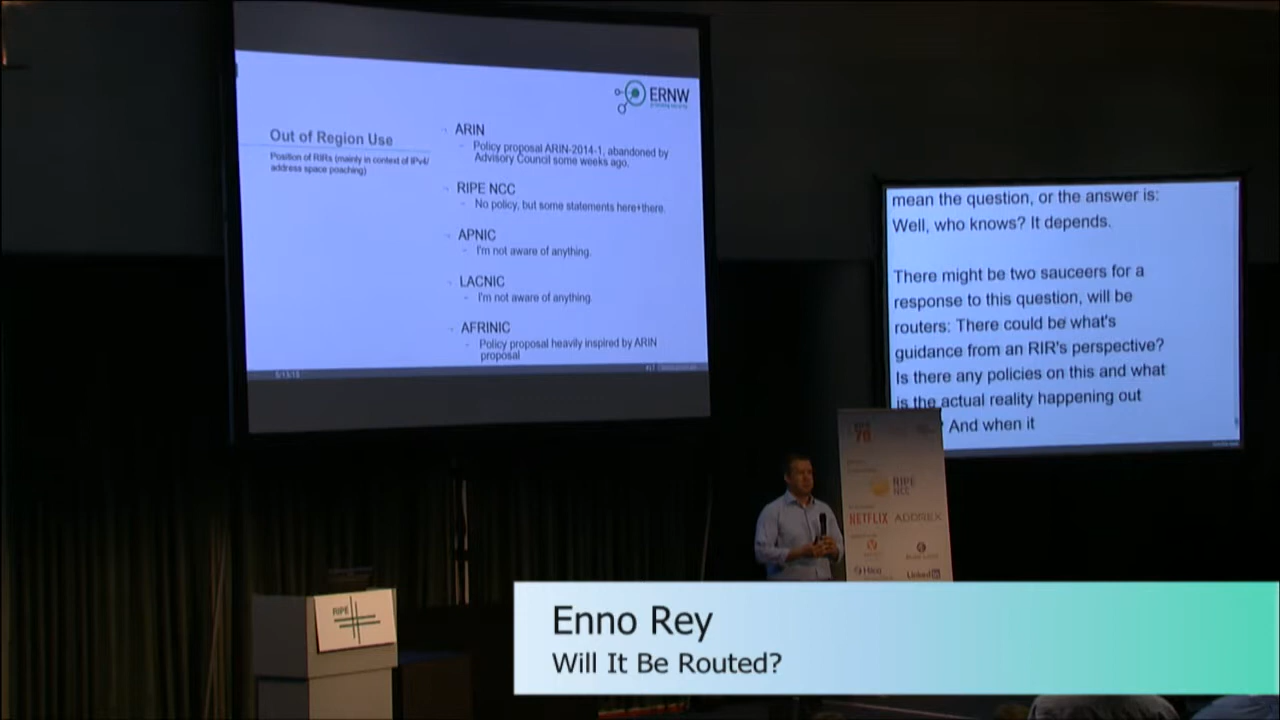 ERNW
Out of Region Use
Position of RIRs (mainly in context of IPv4/
address space poaching)
ARIN
- Policy proposal ARIN-2014-1, abandoned by
Advisory Council some weeks ago.
RIPE NCC
- No policy, but some statements here+there.
APNIC
- I'm not aware of anything.
LACNIC
- I'm not aware of anything.
AFRINIC
- Policy proposal heavily inspired by ARIN
proposal
mean the question, or the answer is:
Well, who knows? It depends.
There might be two sauceers for a
response to this question, will be
routers: There could be what's
guidance from an RIR's perspective?
Is there any policies on this and what
is the actual reality happening out
? And when it
70
RIPE
NCC
NETFLIX ADDREX
LinkedIn
RIPE
Enno Rey
Will It Be Routed?